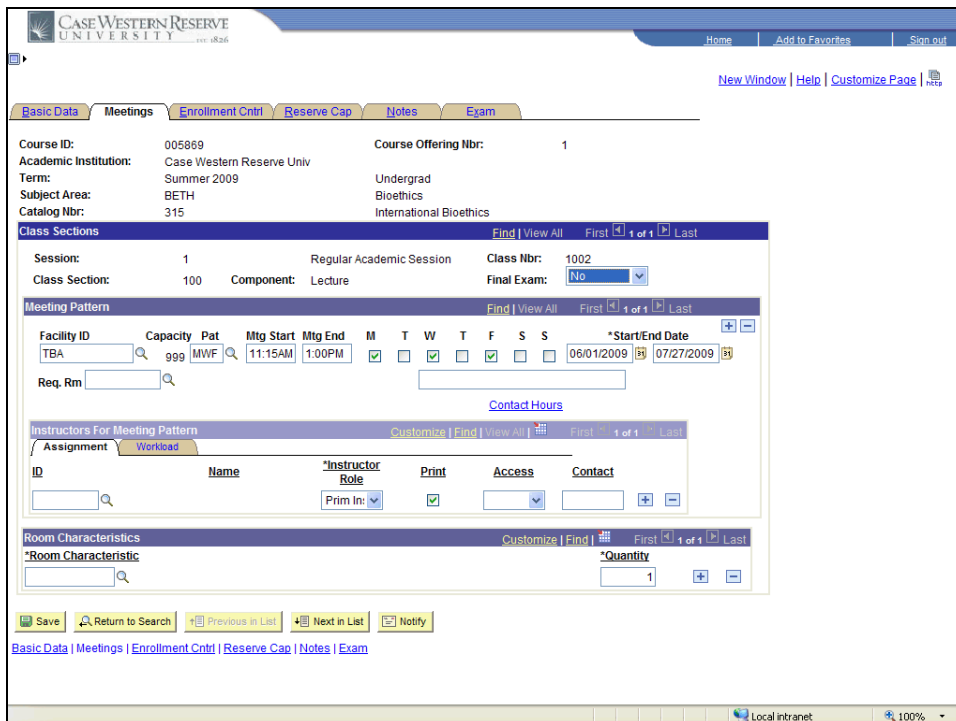 CASE WESTERN RESERVE
UNIVERSITY EST. 1826
Home Add to Favorites Sign out
New Window | Help | Customize Page | http
Basic Data Meetings Enrollment Cntrl Reserve Cap Notes Exam
Course ID: 005869 Course Offering Nbr: 1
Academic Institution: Case Western Reserve Univ
Term: Summer 2009 Undergrad
Subject Area: BETH Bioethics
Catalog Nbr: 315 International Bioethics
Class Sections Find | View All First 1 of 1 Last
Session: 1 Regular Academic Session Class Nbr: 1002
Class Section: 100 Component: Lecture Final Exam: No
Meeting Pattern Find | View All First 1 of 1 Last
Facility ID Capacity Pat Mtg Start Mtg End M T W T F S S *Start/End Date
TBA 999 MWF 11:15AM 1:00PM 06/01/2009 31 07/27/2009 31
Req. Rm
Contact Hours
Instructors For Meeting Pattern Customize | Find | View All | First 1 of 1 Last
Assignment Workload
ID Name *Instructor Role Print Access Contact
Prim In:
Room Characteristics Customize | Find | First 1 of 1 Last
*Room Characteristic *Quantity
1
Save Return to Search Previous in List Next in List Notify
Basic Data | Meetings | Enrollment Cntrl | Reserve Cap | Notes | Exam
Local intranet 100%